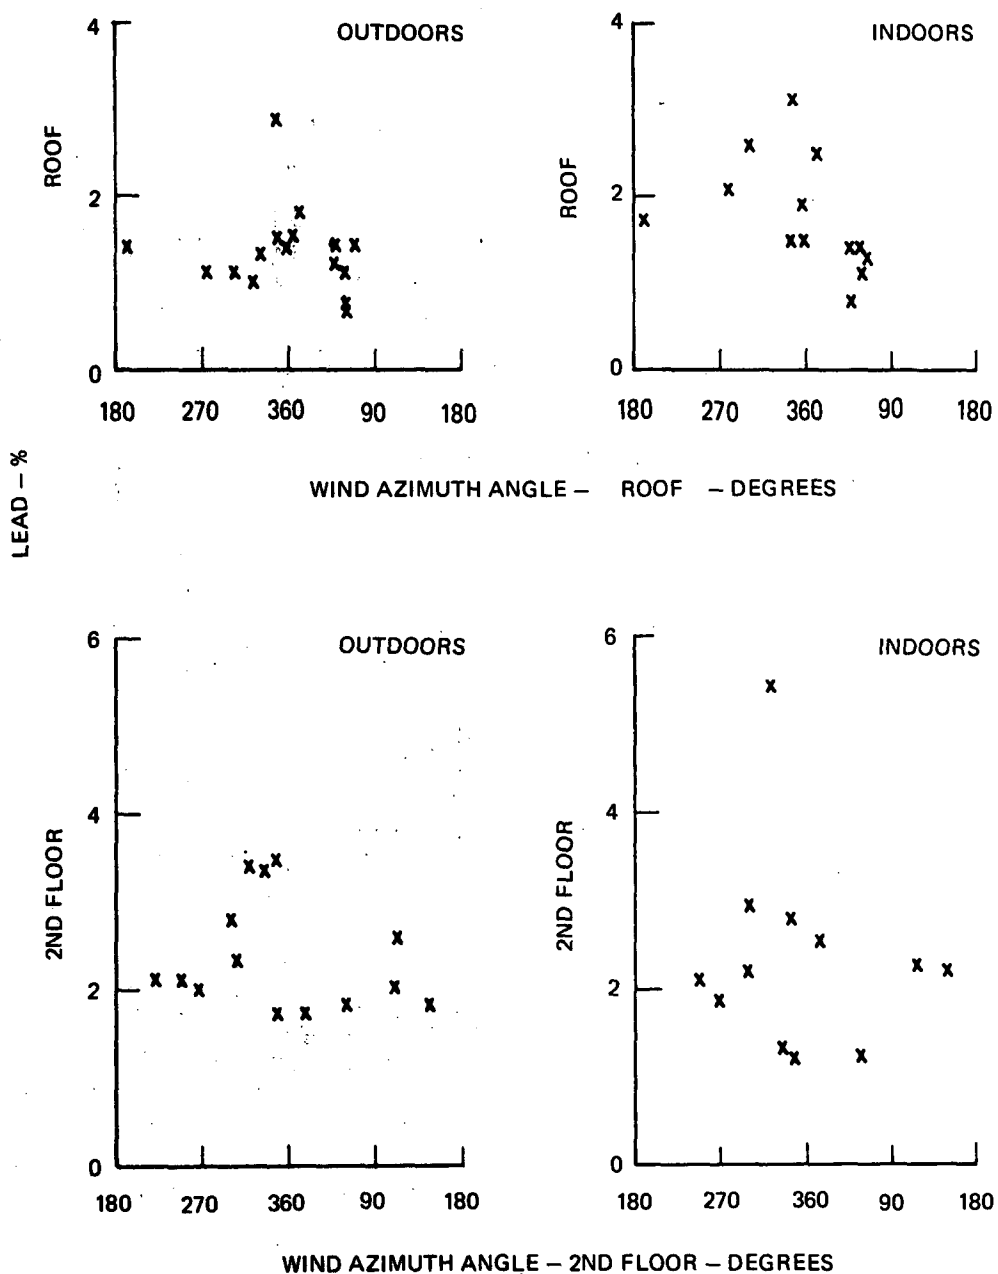 OUTDOORS
4
2
0
ROOF
180 270 360 90 180
INDOORS
4
2
0
ROOF
180 270 360 90 180
WIND AZIMUTH ANGLE – ROOF – DEGREES
LEAD – %
OUTDOORS
6
4
2
0
2ND FLOOR
180 270 360 90 180
INDOORS
6
4
2
0
2ND FLOOR
180 270 360 90 180
WIND AZIMUTH ANGLE – 2ND FLOOR – DEGREES